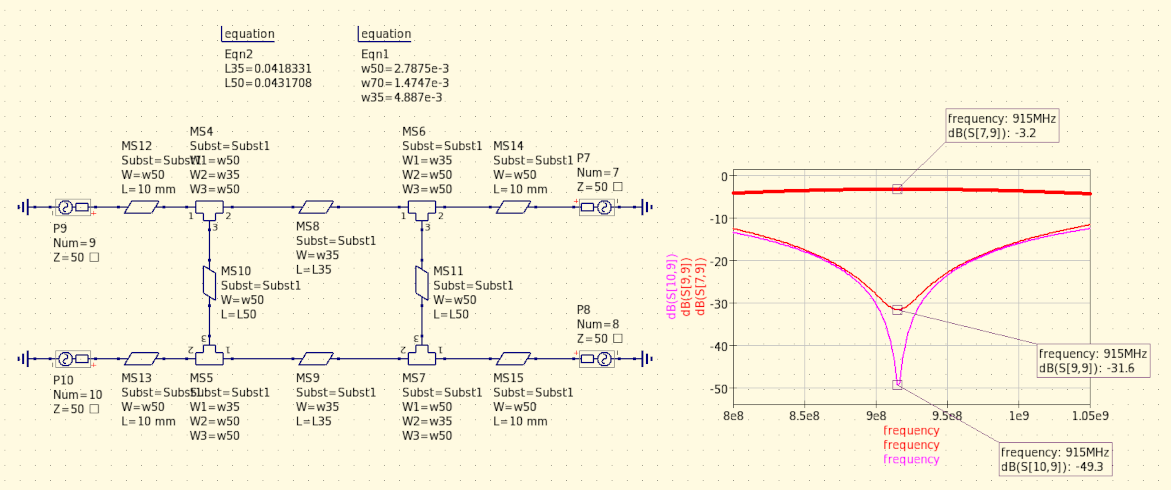 equation
Eqn2
L35=0.0418331
L50=0.0431708
equation
Eqn1
w50=2.7875e-3
w70=1.4747e-3
w35=4.887e-3
MS12
Subst=Subst1
W=w50
L=10 mm
MS4
Subst=Subst1
W1=w50
W2=w35
W3=w50
MS6
Subst=Subst1
W1=w35
W2=w50
W3=w50
MS14
Subst=Subst1
W=w50
L=10 mm
P7
Num=7
Z=50 □
P9
Num=9
Z=50 □
1
2
3
MS8
Subst=Subst1
W=w35
L=L35
1
2
3
MS10
Subst=Subst1
W=w50
L=L50
MS11
Subst=Subst1
W=w50
L=L50
P8
Num=8
Z=50 □
3
2
1
3
2
1
P10
Num=10
Z=50 □
MS13
Subst=Subst1
W=w50
L=10 mm
MS5
Subst=Subst1
W1=w35
W2=w50
W3=w50
MS9
Subst=Subst1
W=w35
L=L35
MS7
Subst=Subst1
W1=w50
W2=w35
W3=w50
MS15
Subst=Subst1
W=w50
L=10 mm
frequency: 915MHz
dB(S[7,9]): -3.2
0
-10
-20
-30
-40
-50
dB(S[10,9])
dB(S[9,9])
dB(S[7,9])
frequency: 915MHz
dB(S[9,9]): -31.6
8e8
8.5e8
9e8
9.5e8
1e9
1.05e9
frequency
frequency
frequency
frequency: 915MHz
dB(S[10,9]): -49.3